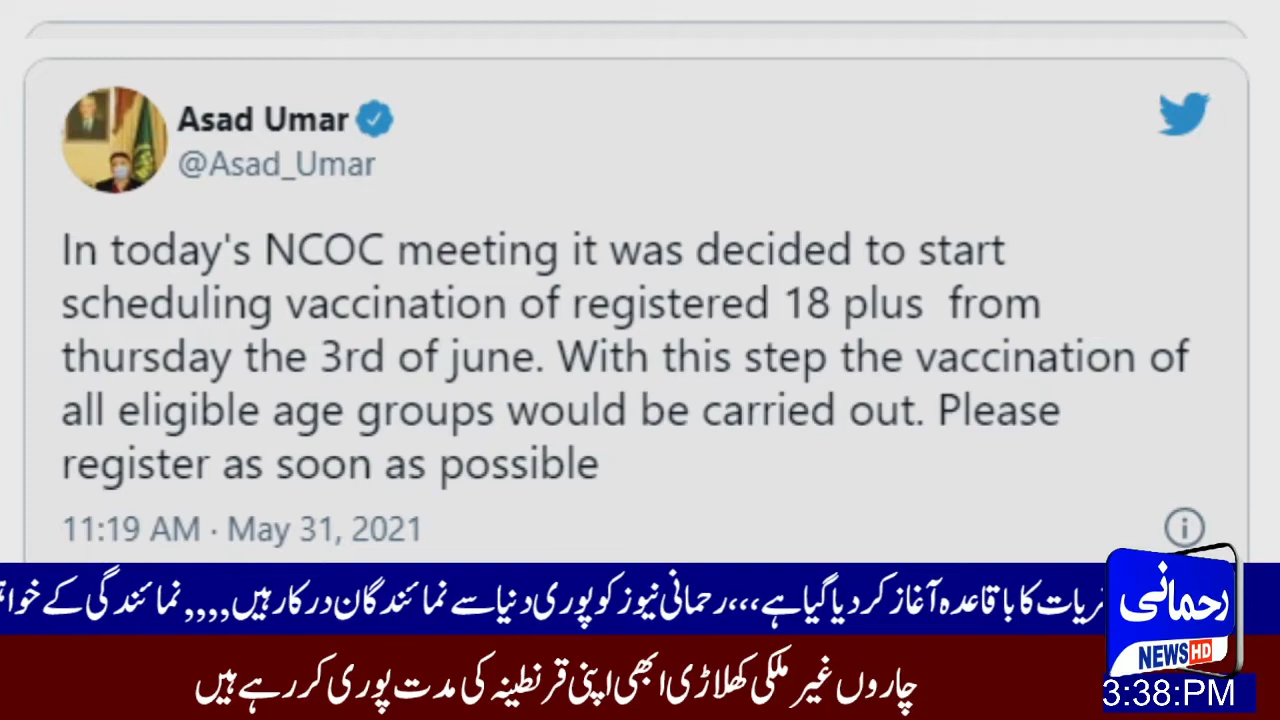 Asad Umar
@Asad_Umar
In today's NCOC meeting it was decided to start
scheduling vaccination of registered 18 plus from
thursday the 3rd of june. With this step the vaccination of
all eligible age groups would be carried out. Please
register as soon as possible
11:19 AM · May 31, 2021
کا باقاعدہ آغاز کر دیا گیا ہے،،،رحمانی نیوز کو پوری دنیا سے نمائندگان درکار ہیں,,,,نمائندگی کے
رحمانی
NEWS HD
چاروں غیر ملکی کھلاڑی ابھی اپنی قرنطینہ کی مدت پوری کر رہے ہیں
3:38:PM